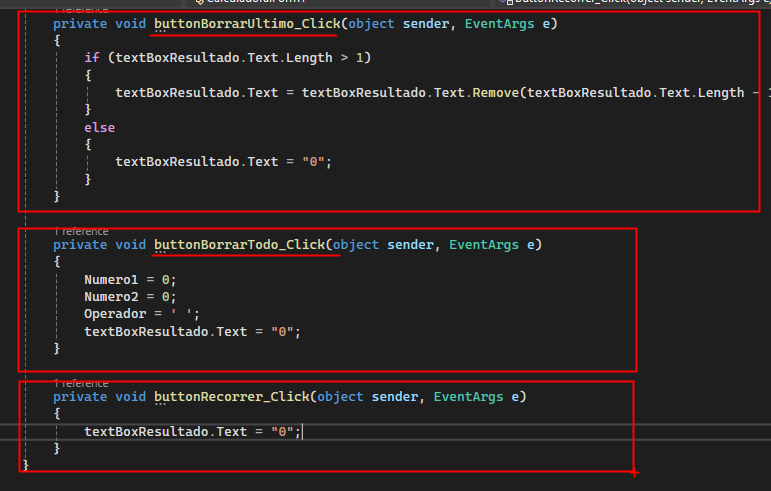 private void buttonBorrarUltimo_Click(object sender, EventArgs e)
{
if (textBoxResultado.Text.Length > 1)
{
textBoxResultado.Text = textBoxResultado.Text.Remove(textBoxResultado.Text.Length - 1
}
else
{
textBoxResultado.Text = "0";
}
}
1 reference
private void buttonBorrarTodo_Click(object sender, EventArgs e)
{
Numero1 = 0;
Numero2 = 0;
Operador = ' ';
textBoxResultado.Text = "0";
}
1 reference
private void buttonRecorrer_Click(object sender, EventArgs e)
{
textBoxResultado.Text = "0";
}
}